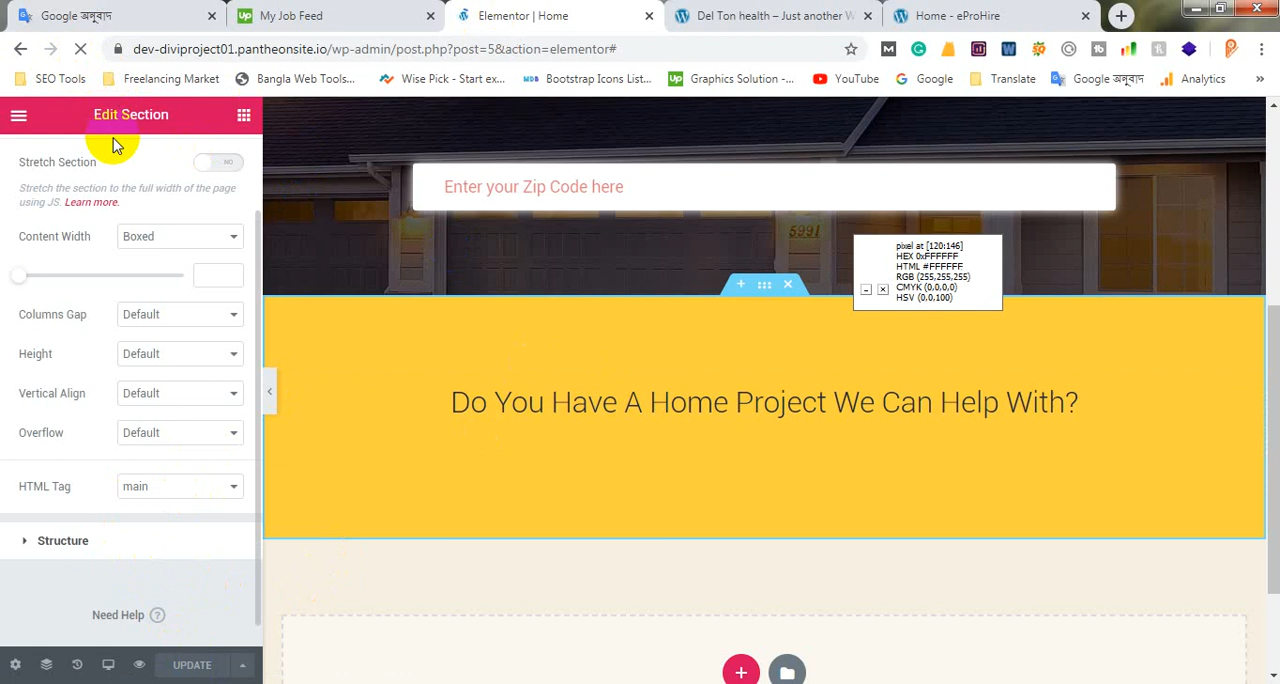 Google অনুবাদ
My Job Feed
Elementor | Home
Del Ton health – Just another W
Home - eProHire
dev-diviproject01.pantheonsite.io/wp-admin/post.php?post=5&action=elementor#
SEO Tools
Freelancing Market
Bangla Web Tools...
Wise Pick - Start ex...
MDB Bootstrap Icons List...
Up Graphics Solution -...
YouTube
Google
Translate
Google অনুবাদ
Analytics
»
Edit Section
Stretch Section
NO
Stretch the section to the full width of the page
using JS. Learn more.
Content Width
Boxed
Columns Gap
Default
Height
Default
Vertical Align
Default
Overflow
Default
HTML Tag
main
Structure
Need Help ?
UPDATE
Enter your Zip Code here
5991
pixel at [120:146]
HEX 0xFFFFFF
HTML #FFFFFF
RGB (255,255,255)
CMYK (0,0,0,0)
HSV (0,0,100)
Do You Have A Home Project We Can Help With?